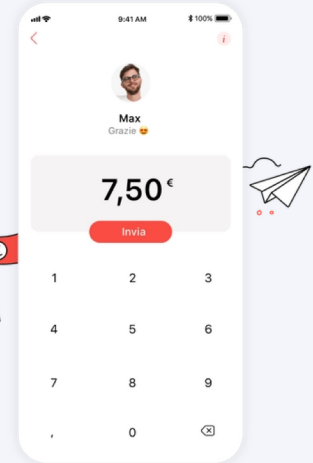 9:41 AM
100%
i
Max
Grazie 😍
7,50 €
Invia
1 2 3
4 5 6
7 8 9
, 0